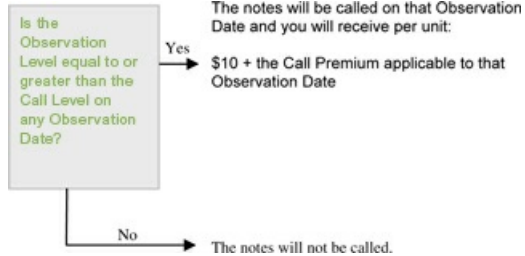 Is the
Observation
Level equal to or
greater than the
Call Level on
any Observation
Date?
Yes
The notes will be called on that Observation
Date and you will receive per unit:
$10 + the Call Premium applicable to that
Observation Date
No
The notes will not be called.